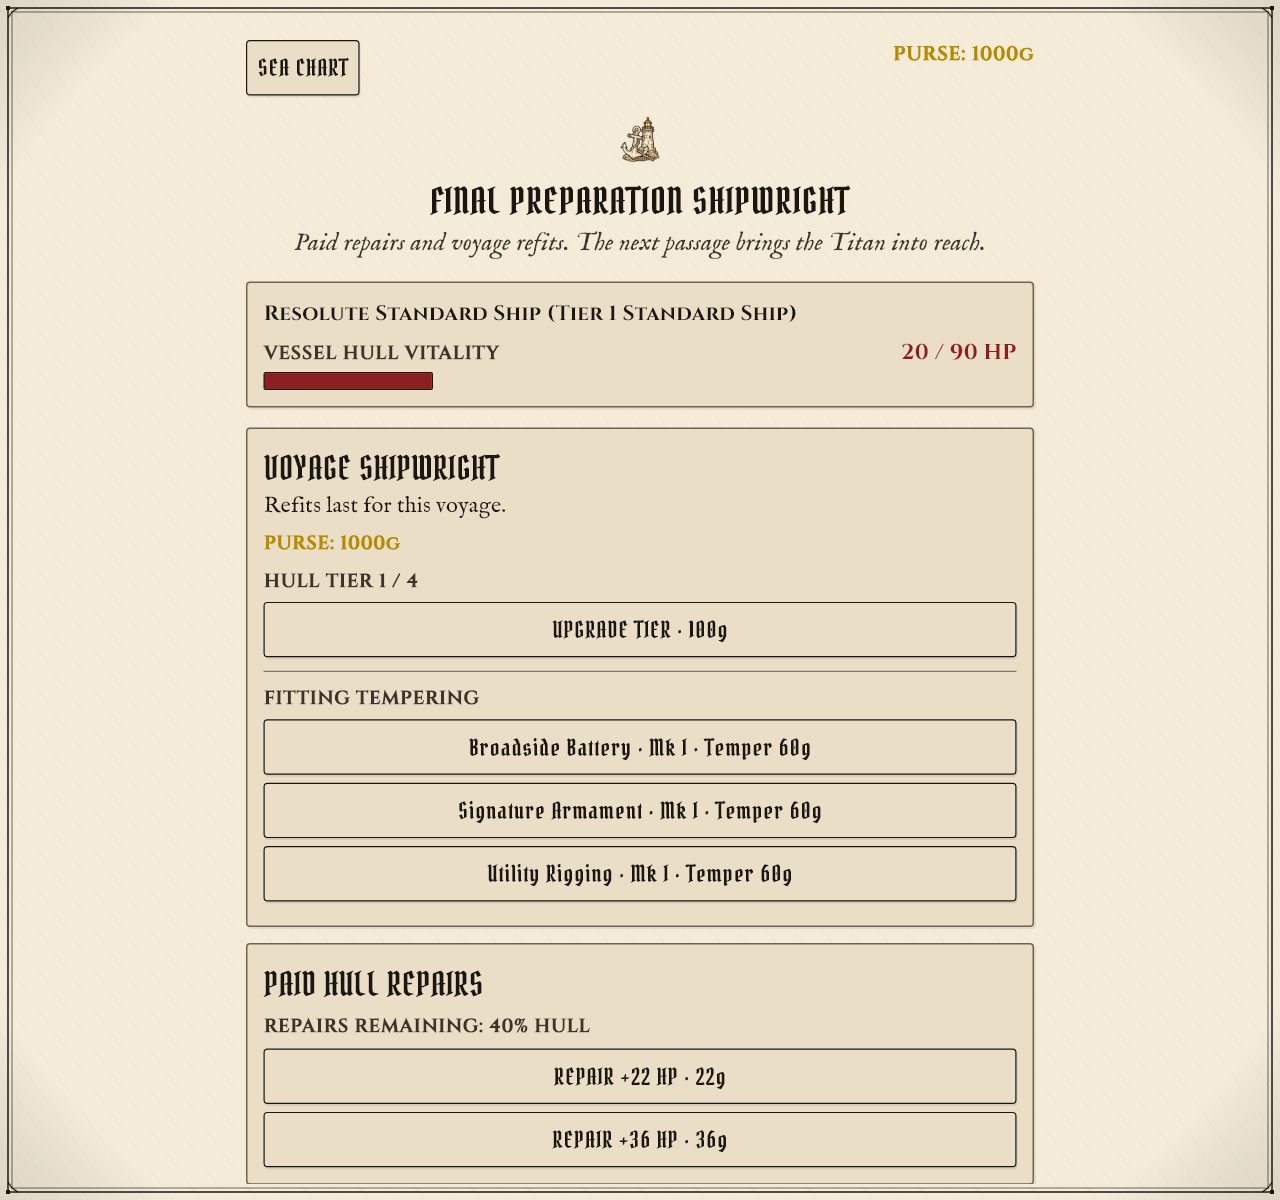 SEA CHART
PURSE: 1000G
FINAL PREPARATION SHIPWRIGHT
Paid repairs and voyage refits. The next passage brings the Titan into reach.
Resolute Standard Ship (Tier 1 Standard Ship)
VESSEL HULL VITALITY
20 / 90 HP
VOYAGE SHIPWRIGHT
Refits last for this voyage.
PURSE: 1000G
HULL TIER 1 / 4
UPGRADE TIER · 100g
FITTING TEMPERING
Broadside Battery · Mk I · Temper 60g
Signature Armament · Mk I · Temper 60g
Utility Rigging · Mk I · Temper 60g
PAID HULL REPAIRS
REPAIRS REMAINING: 40% HULL
REPAIR +22 HP · 22g
REPAIR +36 HP · 36g